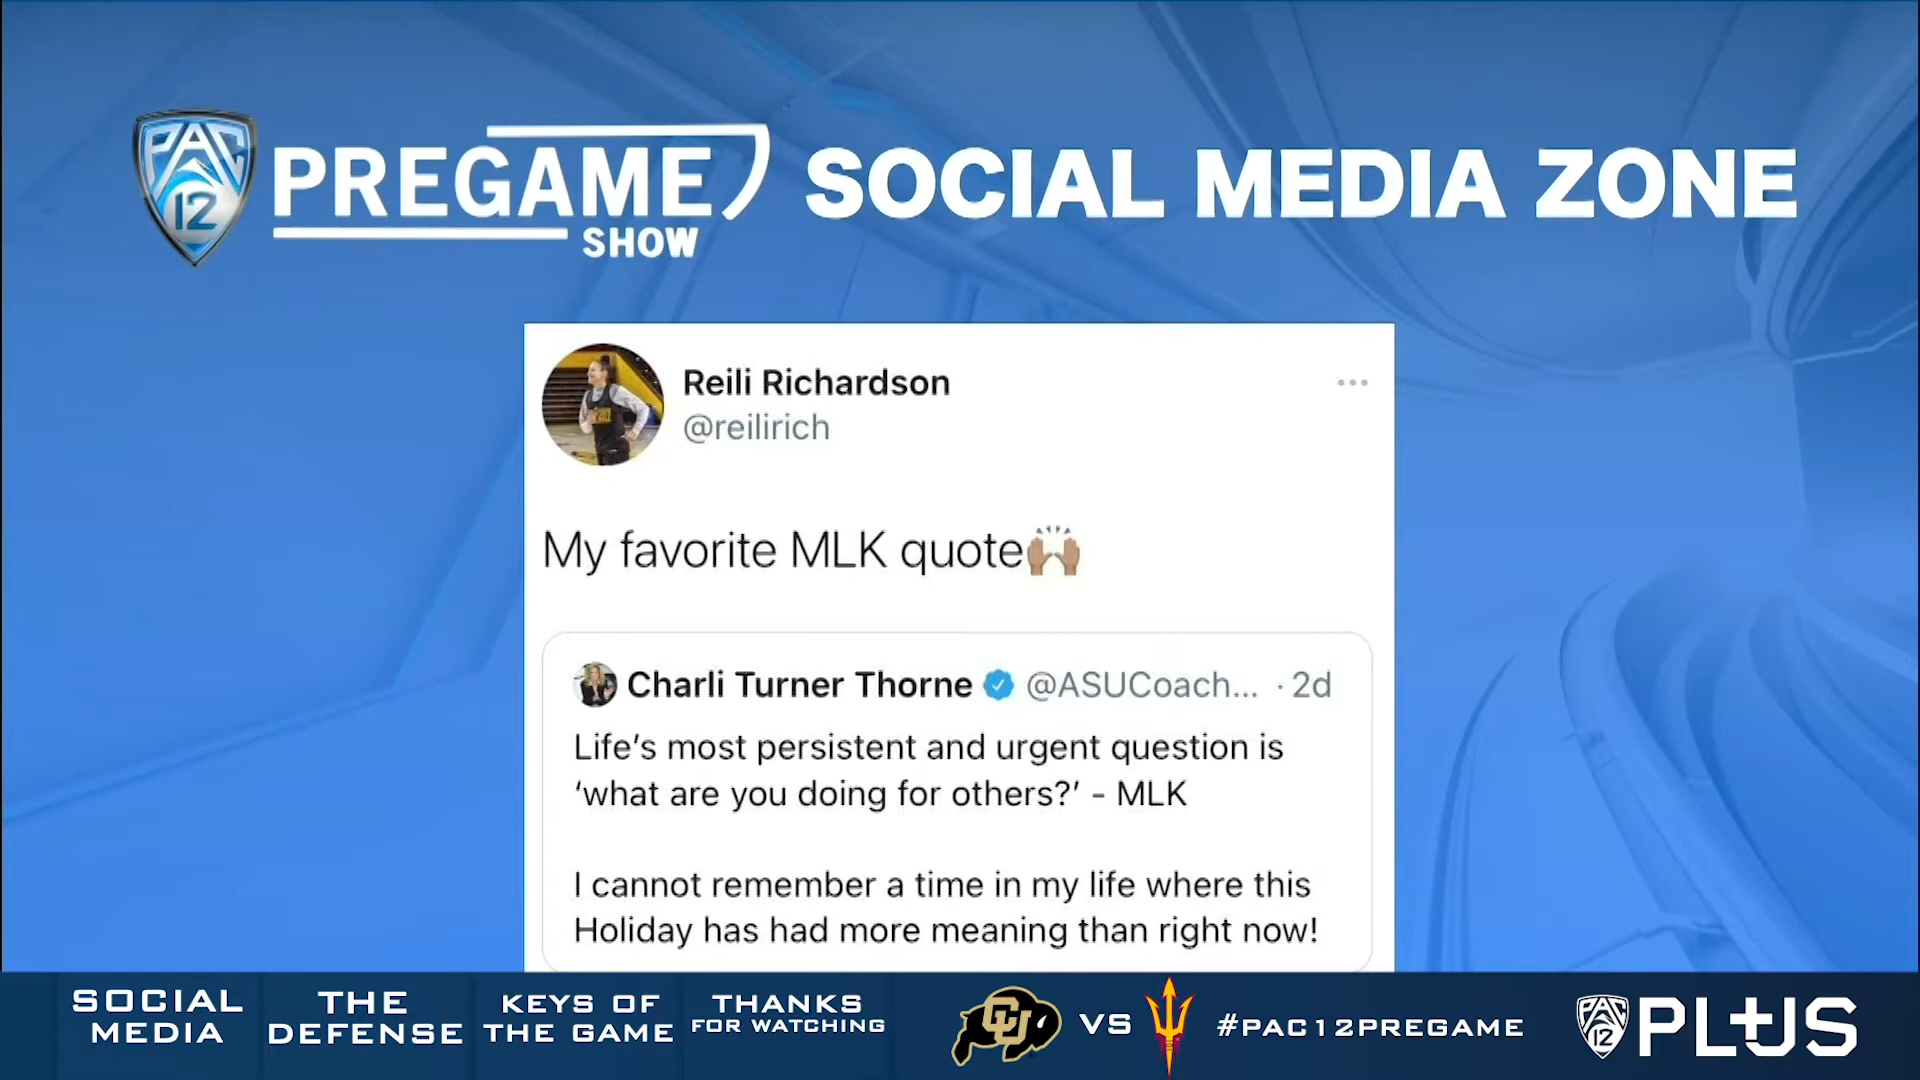 PAC 12 PREGAME SHOW SOCIAL MEDIA ZONE
Reili Richardson
@reilirich
My favorite MLK quote🙌🏽
Charli Turner Thorne @ASUCoach... · 2d
Life’s most persistent and urgent question is
‘what are you doing for others?’ - MLK
I cannot remember a time in my life where this
Holiday has had more meaning than right now!
SOCIAL MEDIA
THE DEFENSE
KEYS OF THE GAME
THANKS FOR WATCHING
CU VS #PAC12PREGAME PAC 12 PLUS